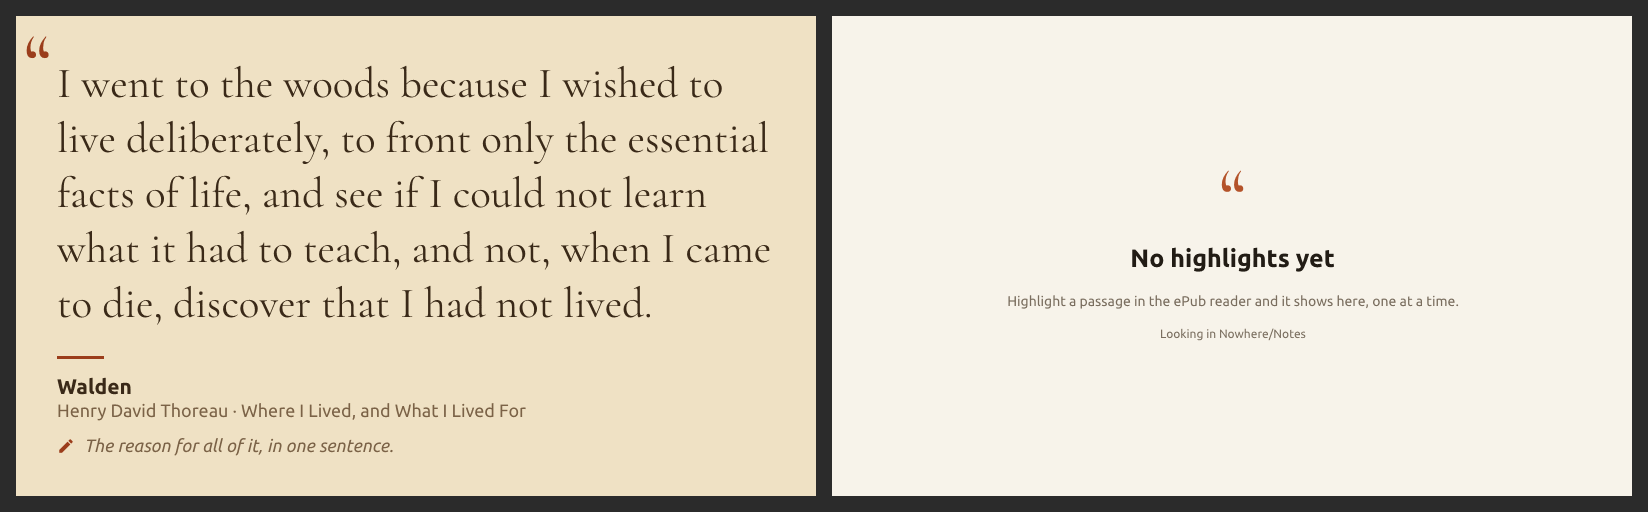 “
I went to the woods because I wished to
live deliberately, to front only the essential
facts of life, and see if I could not learn
what it had to teach, and not, when I came
to die, discover that I had not lived.
Walden
Henry David Thoreau · Where I Lived, and What I Lived For
The reason for all of it, in one sentence.
“
No highlights yet
Highlight a passage in the ePub reader and it shows here, one at a time.
Looking in Nowhere/Notes